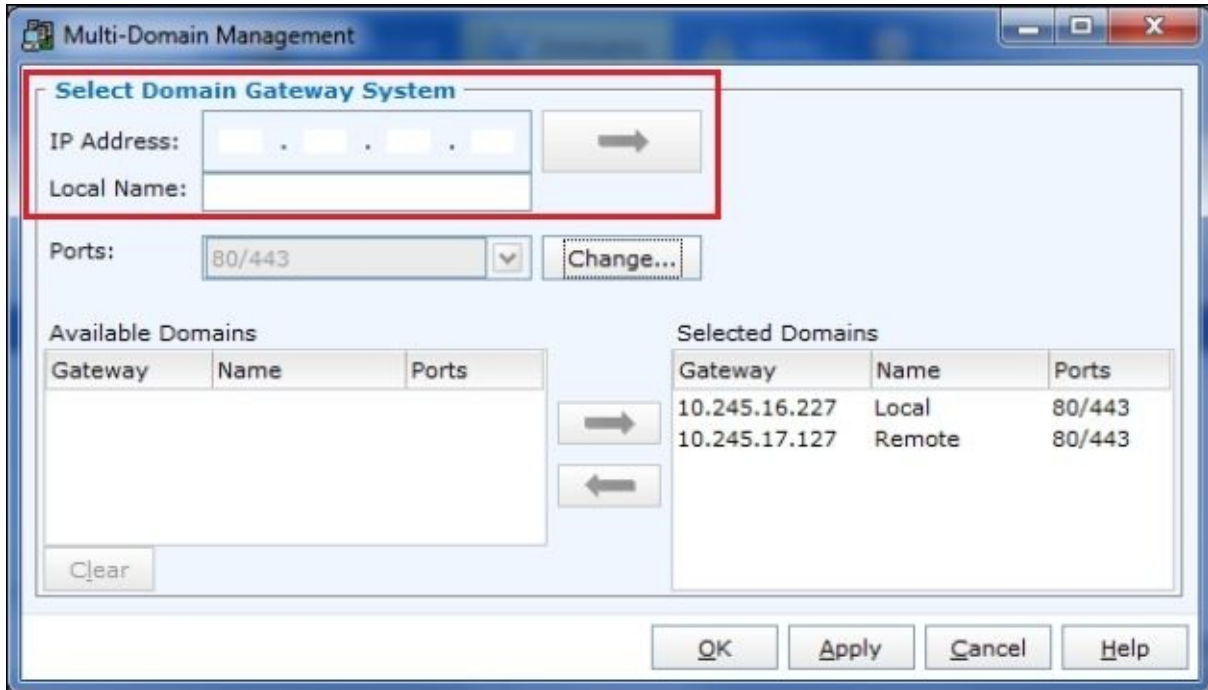 Multi-Domain Management
Select Domain Gateway System
IP Address: . . .
Local Name:
Ports: 80/443 Change...
Available Domains Selected Domains
Gateway Name Ports Gateway Name Ports
10.245.16.227 Local 80/443
10.245.17.127 Remote 80/443
Clear
OK Apply Cancel Help